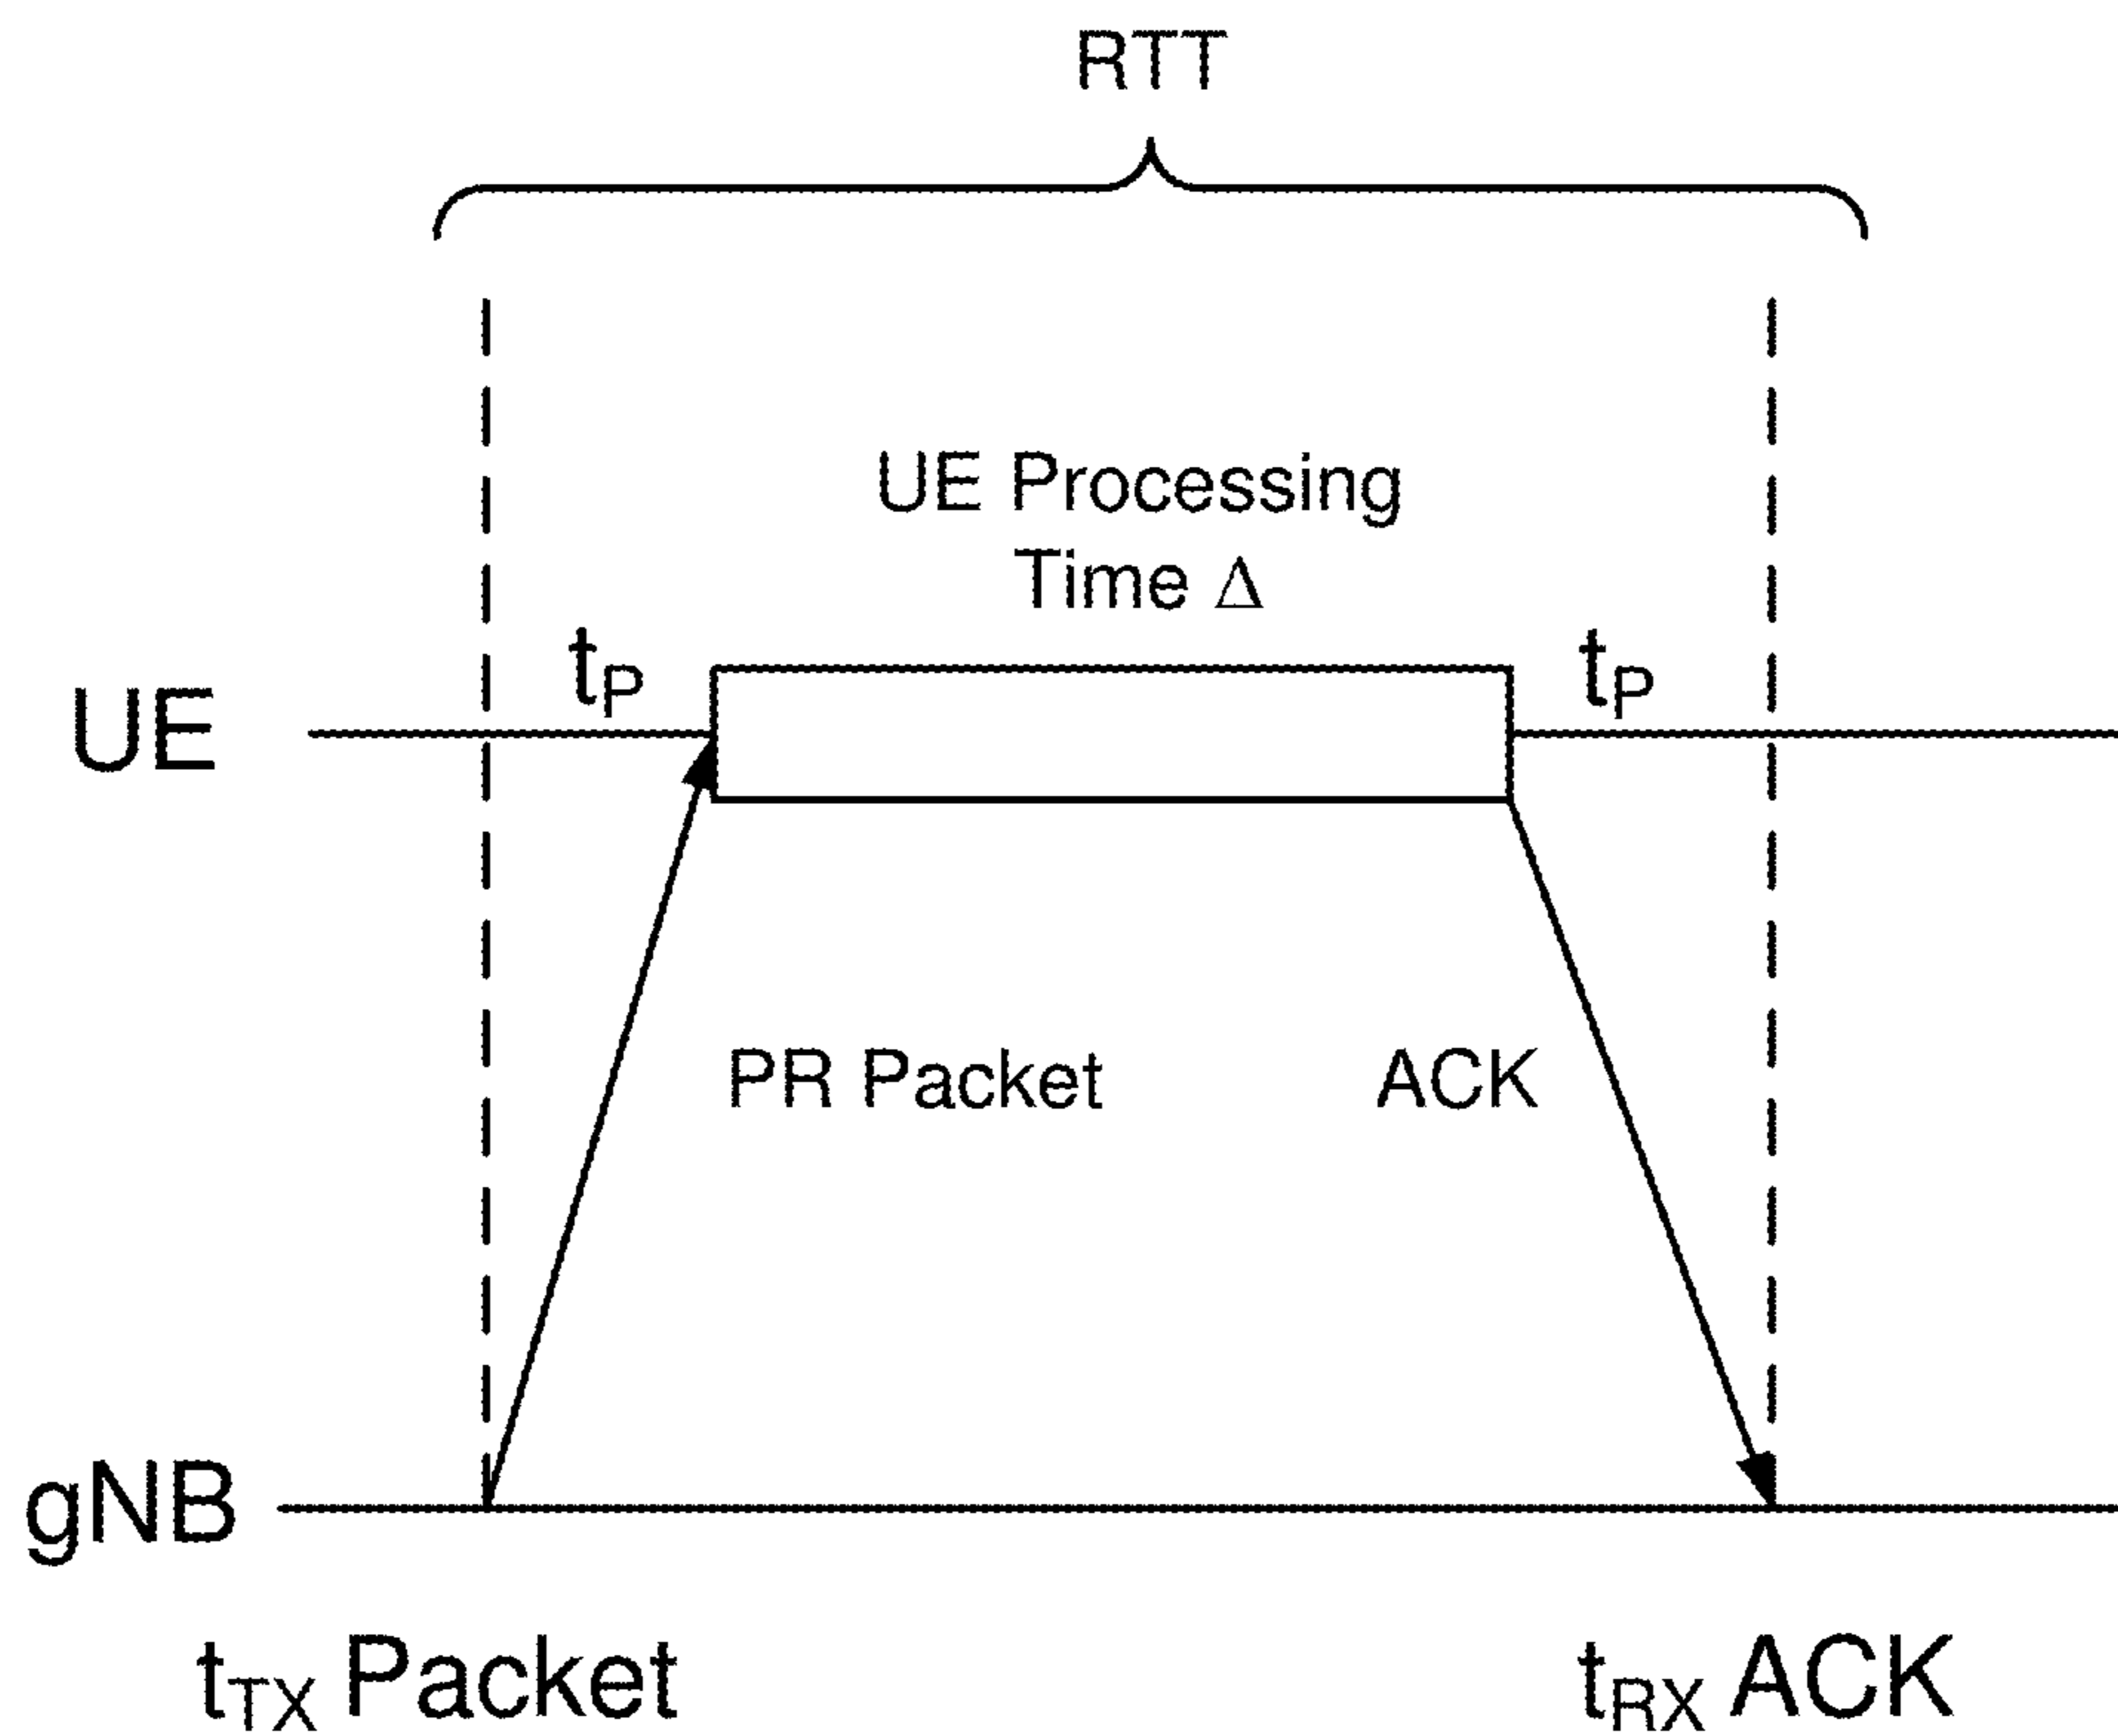 RTT
UE Processing
Time Δ
tP
tP
UE
PR Packet
ACK
gNB
tTX Packet
tRX ACK